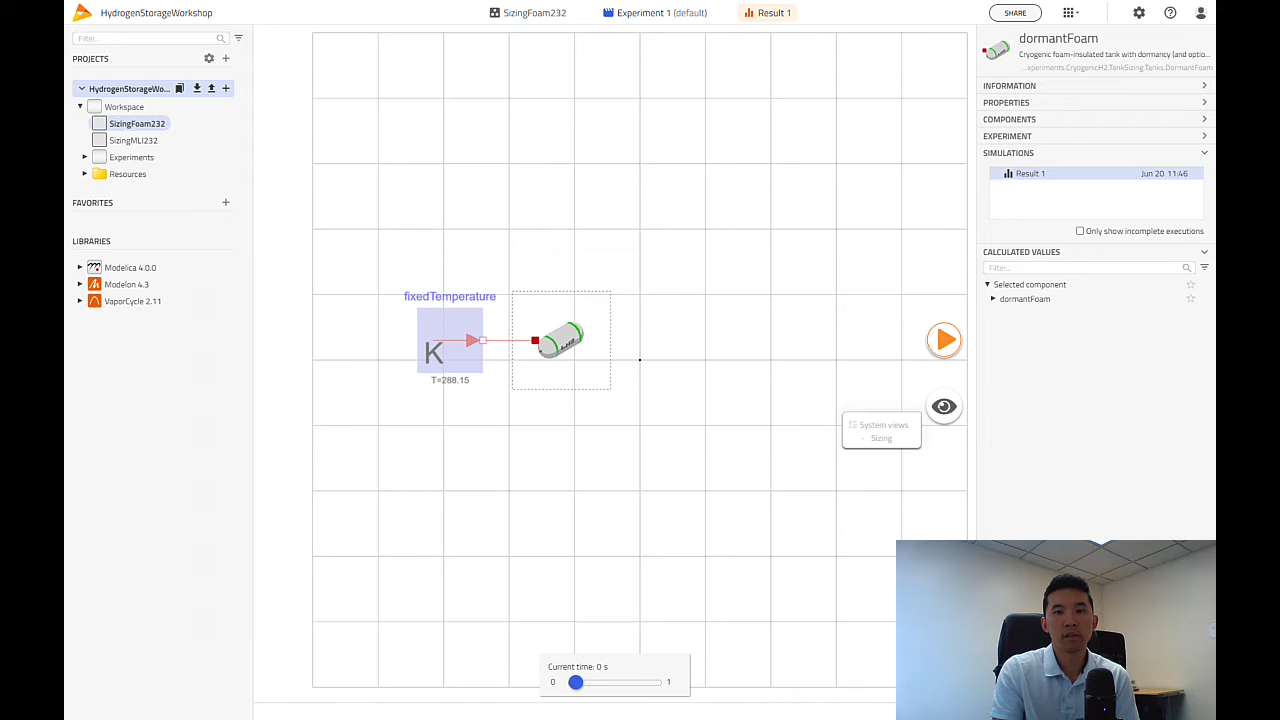 HydrogenStorageWorkshop
SizingFoam232
Experiment 1 (default)
Result 1
SHARE
Filter...
PROJECTS
HydrogenStorageWo...
Workspace
SizingFoam232
SizingMLI232
Experiments
Resources
FAVORITES
LIBRARIES
Modelica 4.0.0
Modelon 4.3
VaporCycle 2.11
fixedTemperature
K
T=288.15
System views
- Sizing
Current time: 0 s
0
1
dormantFoam
Cryogenic foam-insulated tank with dormancy (and optio...
...xperiments.CryogenicH2.TankSizing.Tanks.DormantFoam
INFORMATION
PROPERTIES
COMPONENTS
EXPERIMENT
SIMULATIONS
Result 1
Jun 20 11:46
Only show incomplete executions
CALCULATED VALUES
Filter...
Selected component
dormantFoam